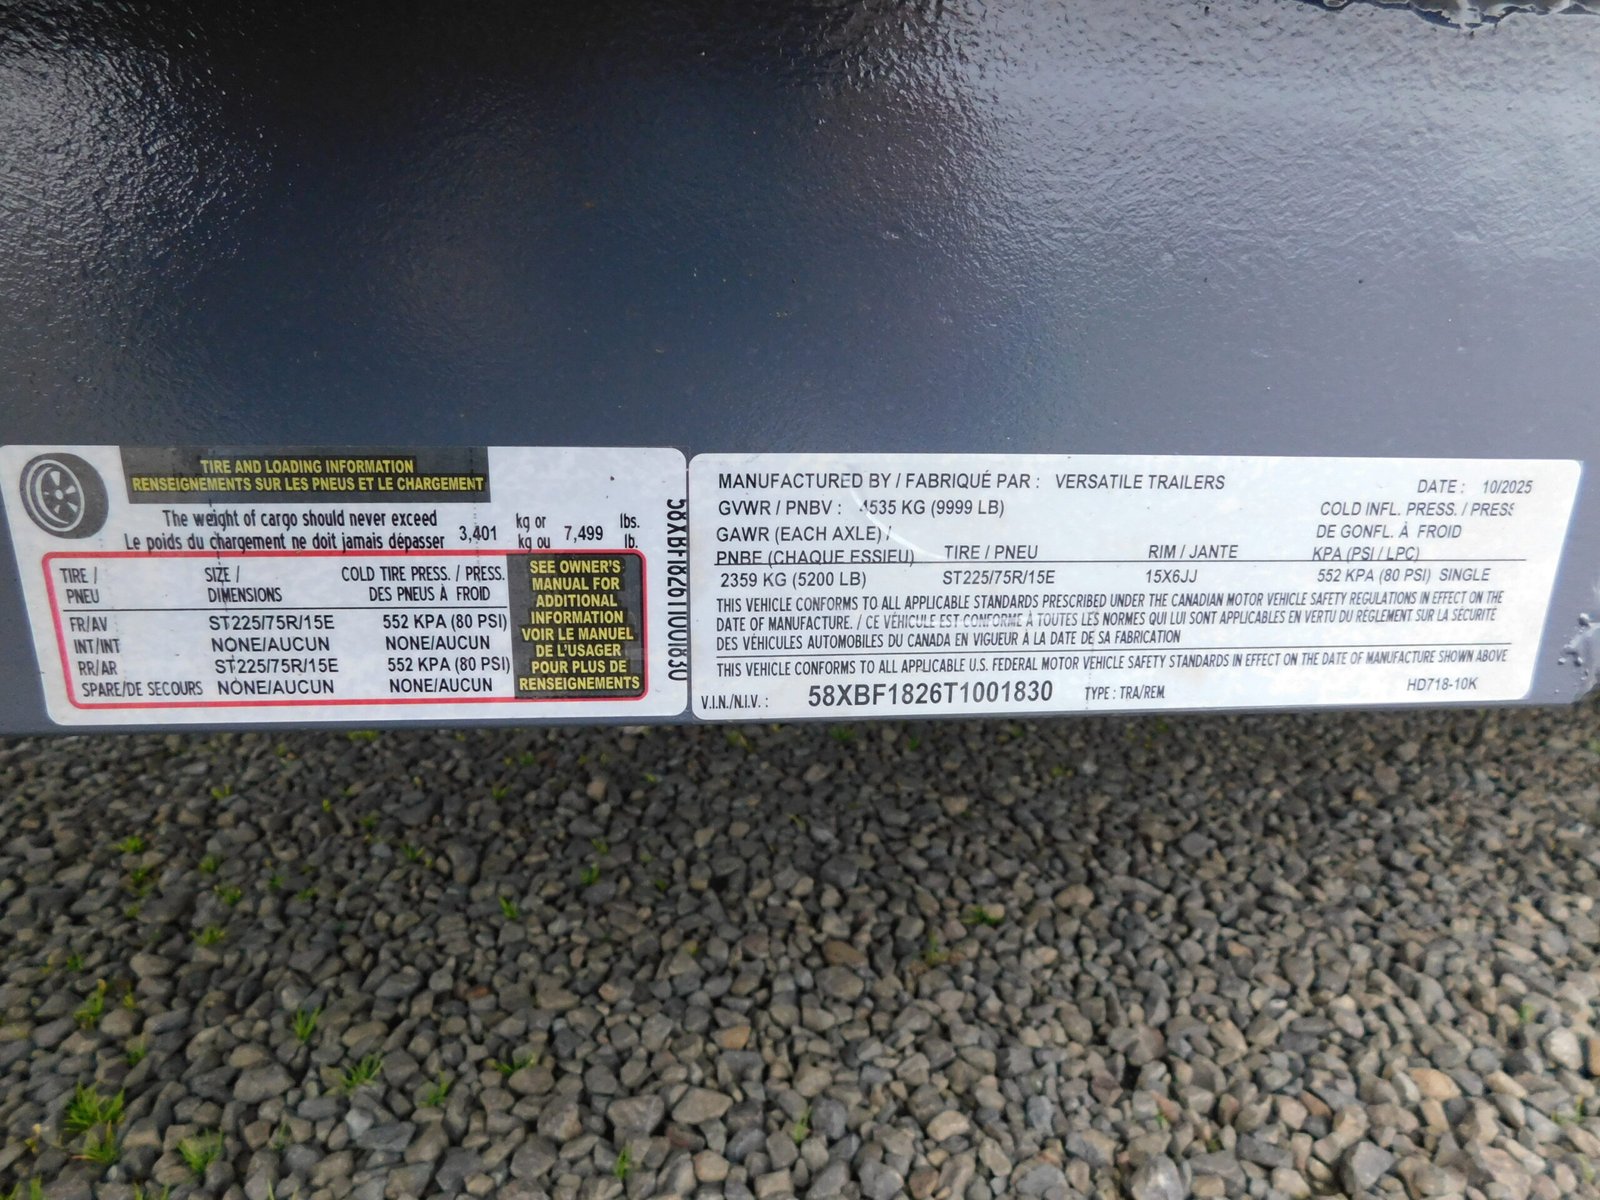 TIRE AND LOADING INFORMATION
RENSEIGNEMENTS SUR LES PNEUS ET LE CHARGEMENT
The weight of cargo should never exceed
Le poids du chargement ne doit jamais dépasser 3,401 kg or kg ou 7,499 lbs. lb.
TIRE / PNEU SIZE / DIMENSIONS COLD TIRE PRESS. / PRESS. DES PNEUS À FROID
FR/AV ST225/75R/15E 552 KPA (80 PSI)
INT/INT NONE/AUCUN NONE/AUCUN
RR/AR ST225/75R/15E 552 KPA (80 PSI)
SPARE/DE SECOURS NONE/AUCUN NONE/AUCUN
SEE OWNER'S
MANUAL FOR
ADDITIONAL
INFORMATION
VOIR LE MANUEL
DE L'USAGER
POUR PLUS DE
RENSEIGNEMENTS
58XBF1826T1001830
MANUFACTURED BY / FABRIQUÉ PAR : VERSATILE TRAILERS DATE : 10/2025
GVWR / PNBV : 4535 KG (9999 LB) COLD INFL. PRESS. / PRESS
GAWR (EACH AXLE) / DE GONFL. À FROID
PNBE (CHAQUE ESSIEU) TIRE / PNEU RIM / JANTE KPA (PSI / LPC)
2359 KG (5200 LB) ST225/75R/15E 15X6JJ 552 KPA (80 PSI) SINGLE
THIS VEHICLE CONFORMS TO ALL APPLICABLE STANDARDS PRESCRIBED UNDER THE CANADIAN MOTOR VEHICLE SAFETY REGULATIONS IN EFFECT ON THE
DATE OF MANUFACTURE. / CE VÉHICULE EST CONFORME À TOUTES LES NORMES QUI LUI SONT APPLICABLES EN VERTU DU RÉGLEMENT SUR LA SÉCURITÉ
DES VÉHICULES AUTOMOBILES DU CANADA EN VIGUEUR À LA DATE DE SA FABRICATION
THIS VEHICLE CONFORMS TO ALL APPLICABLE U.S. FEDERAL MOTOR VEHICLE SAFETY STANDARDS IN EFFECT ON THE DATE OF MANUFACTURE SHOWN ABOVE
V.I.N./N.I.V. : 58XBF1826T1001830 TYPE : TRA/REM HD718-10K